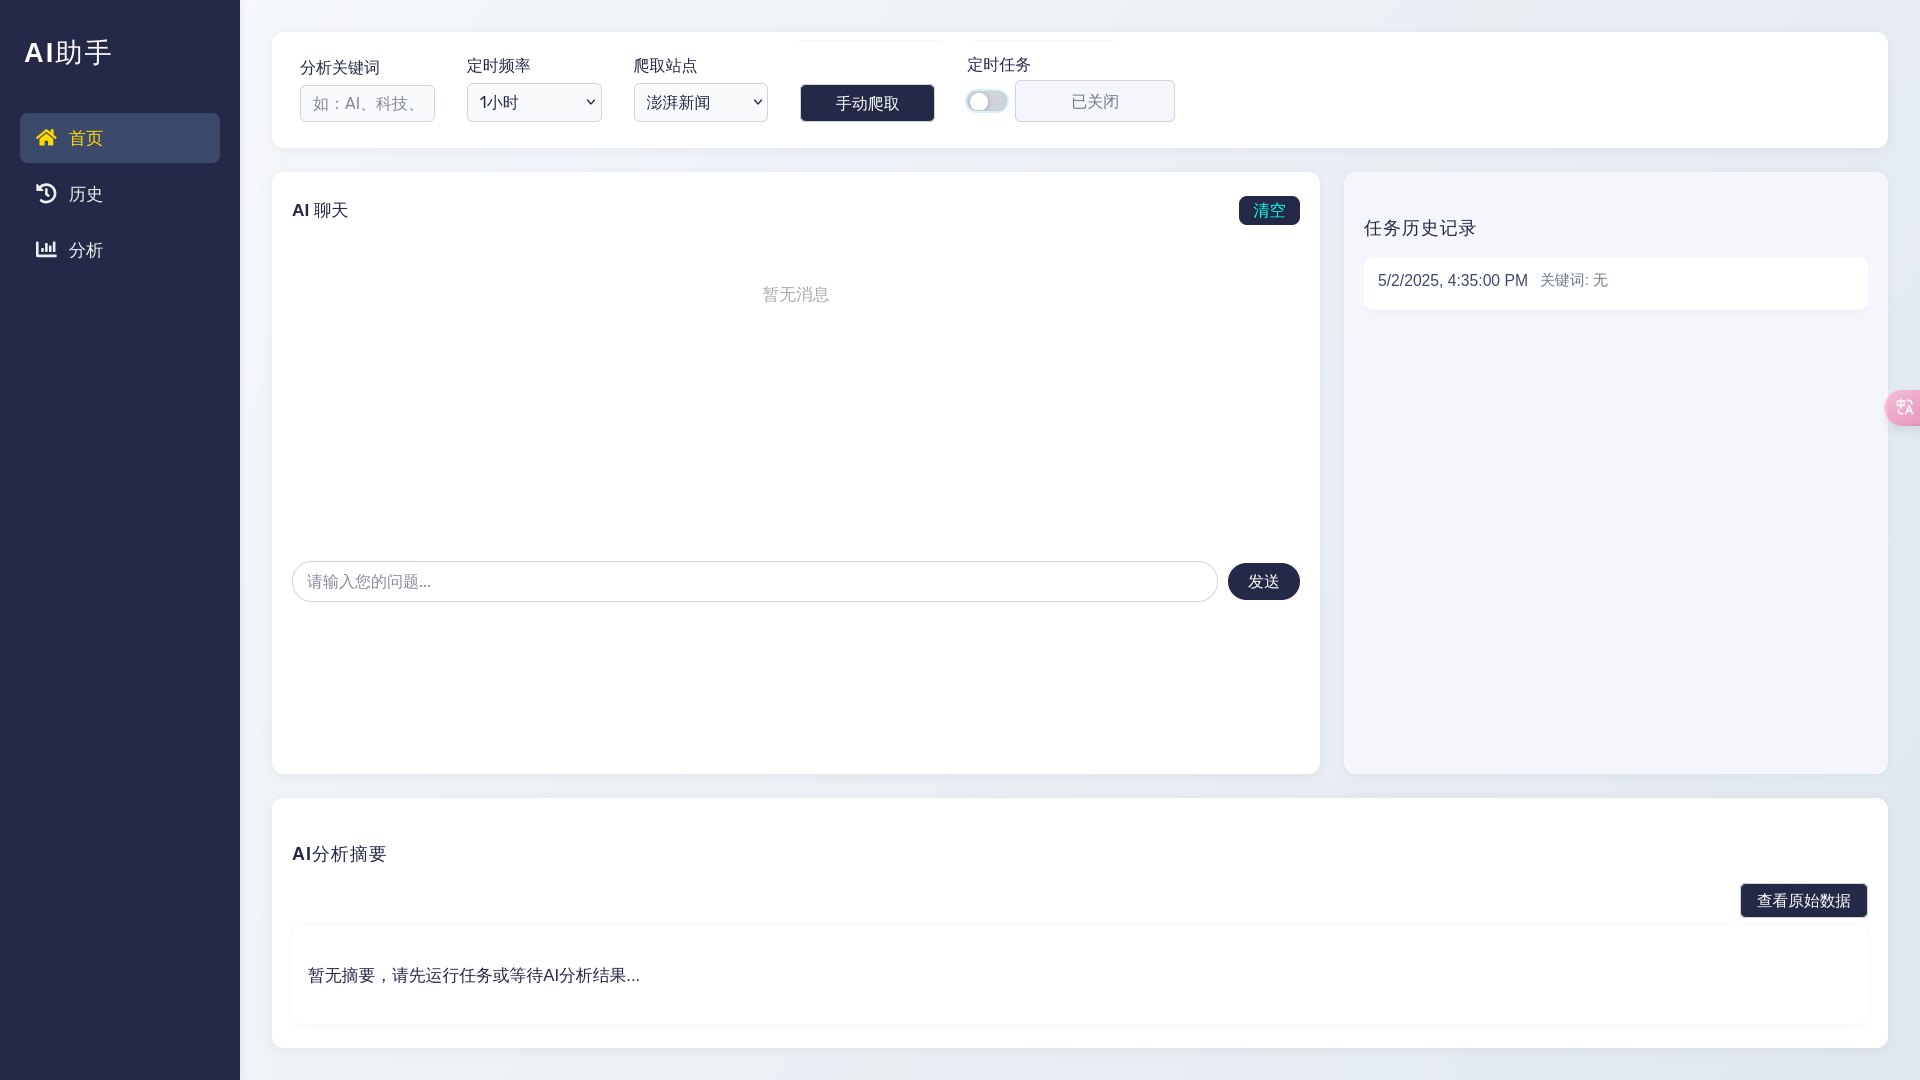 AI助手
首页
历史
分析
分析关键词
如：AI、科技、
定时频率
1小时
爬取站点
澎湃新闻
手动爬取
定时任务
已关闭
AI 聊天
清空
暂无消息
请输入您的问题...
发送
任务历史记录
5/2/2025, 4:35:00 PM 关键词: 无
AI分析摘要
查看原始数据
暂无摘要，请先运行任务或等待AI分析结果...